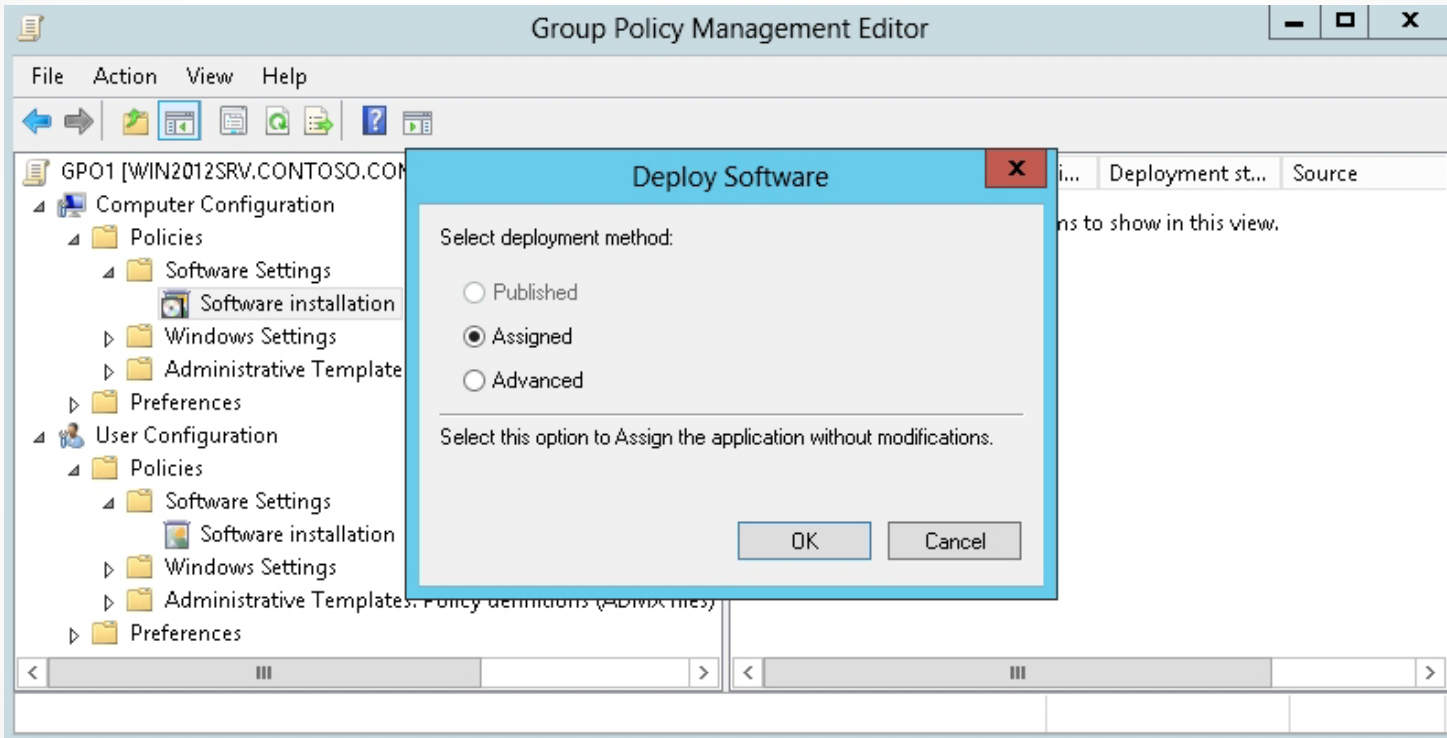 Group Policy Management Editor
File Action View Help
GPO1 [WIN2012SRV.CONTOSO.CON
Computer Configuration
Policies
Software Settings
Software installation
Windows Settings
Administrative Template
Preferences
User Configuration
Policies
Software Settings
Software installation
Windows Settings
Administrative Templates: Policy definitions (ADMX files)
Preferences
Deploy Software
X
Select deployment method:
Published
Assigned
Advanced
Select this option to Assign the application without modifications.
OK Cancel
i... Deployment st... Source
ns to show in this view.